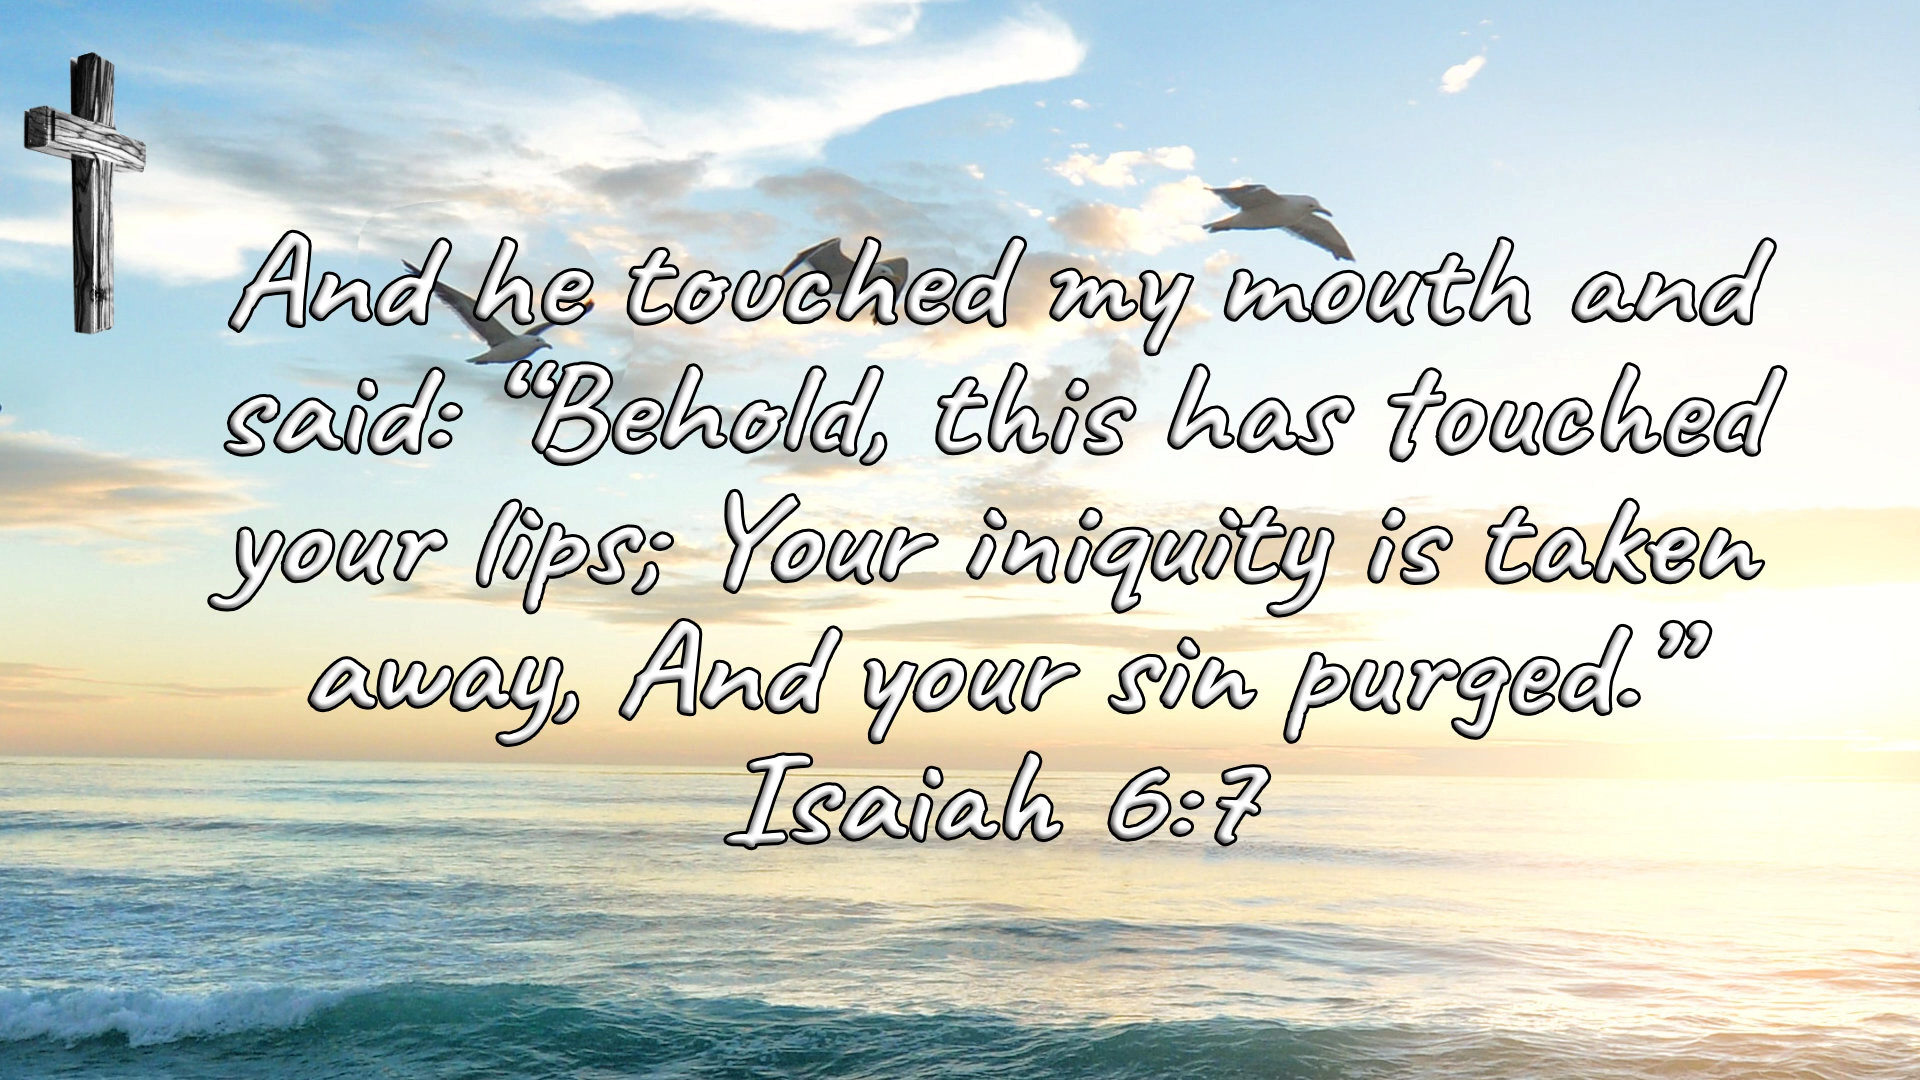 And he touched my mouth and
said: “Behold, this has touched
your lips; Your iniquity is taken
away, And your sin purged.”
Isaiah 6:7